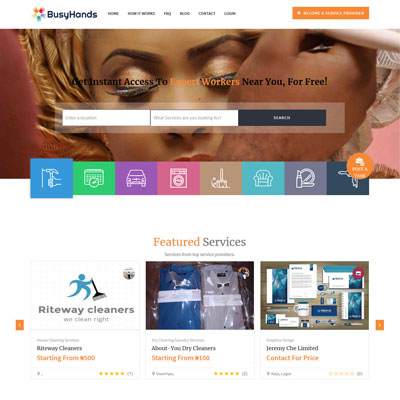 BusyHands
HOME
HOW IT WORKS
FAQ
BLOG
CONTACT
LOGIN
BECOME A SERVICE PROVIDER
Get Instant Access To Expert Workers Near You, For Free!
Enter a location
What Services are you looking for?
SEARCH
POST A
TASK
Featured Services
Services from top service providers.
Riteway cleaners
we clean right
House Cleaning Services
Riteway Cleaners
Starting From ₦500
(1)
Dry Cleaning/Laundry Services
About-You Dry Cleaners
Starting From ₦100
(2)
Graphics Design
Jeremy Che Limited
Contact For Price
Ikeja, Lagos
(0)